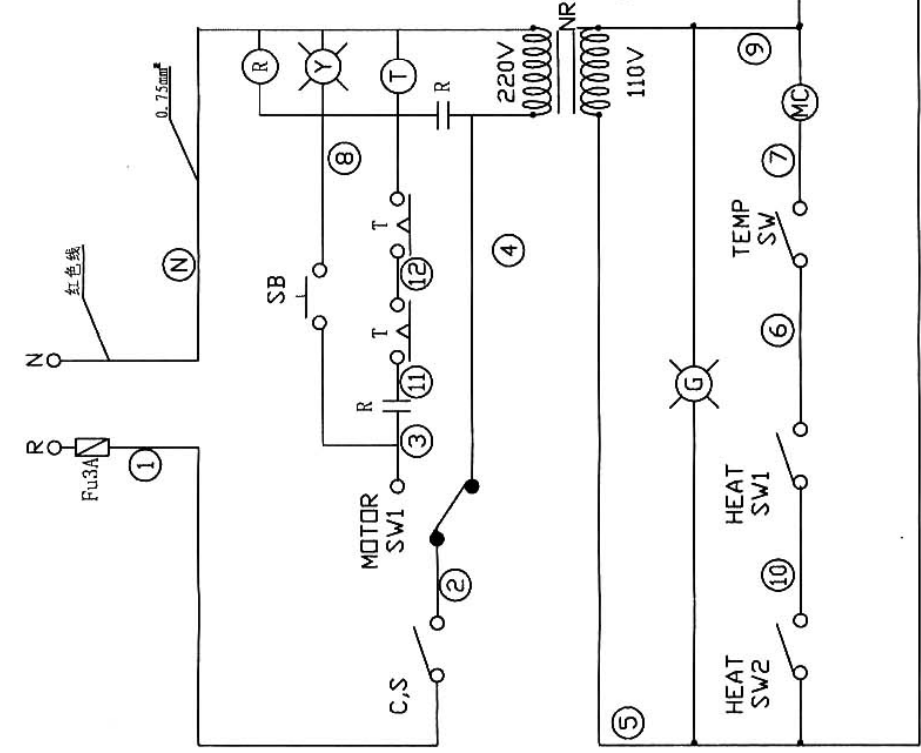 R
Fu3A
1
N
红色线
N
0.75mm²
R
Y
T
R
8
SB
T
12
T
11
R
3
MOTOR
SW1
4
2
C,S
220V
NR
110V
9
MC
7
TEMP
SW
6
G
HEAT
SW1
10
HEAT
SW2
5